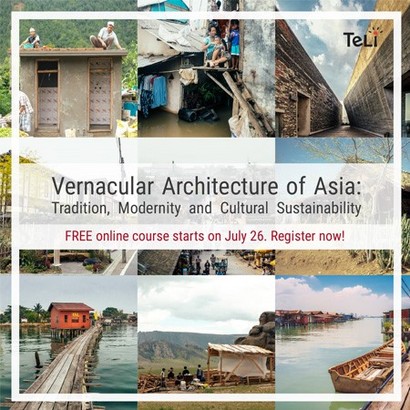 TeLi
Vernacular Architecture of Asia:
Tradition, Modernity and Cultural Sustainability
FREE online course starts on July 26. Register now!